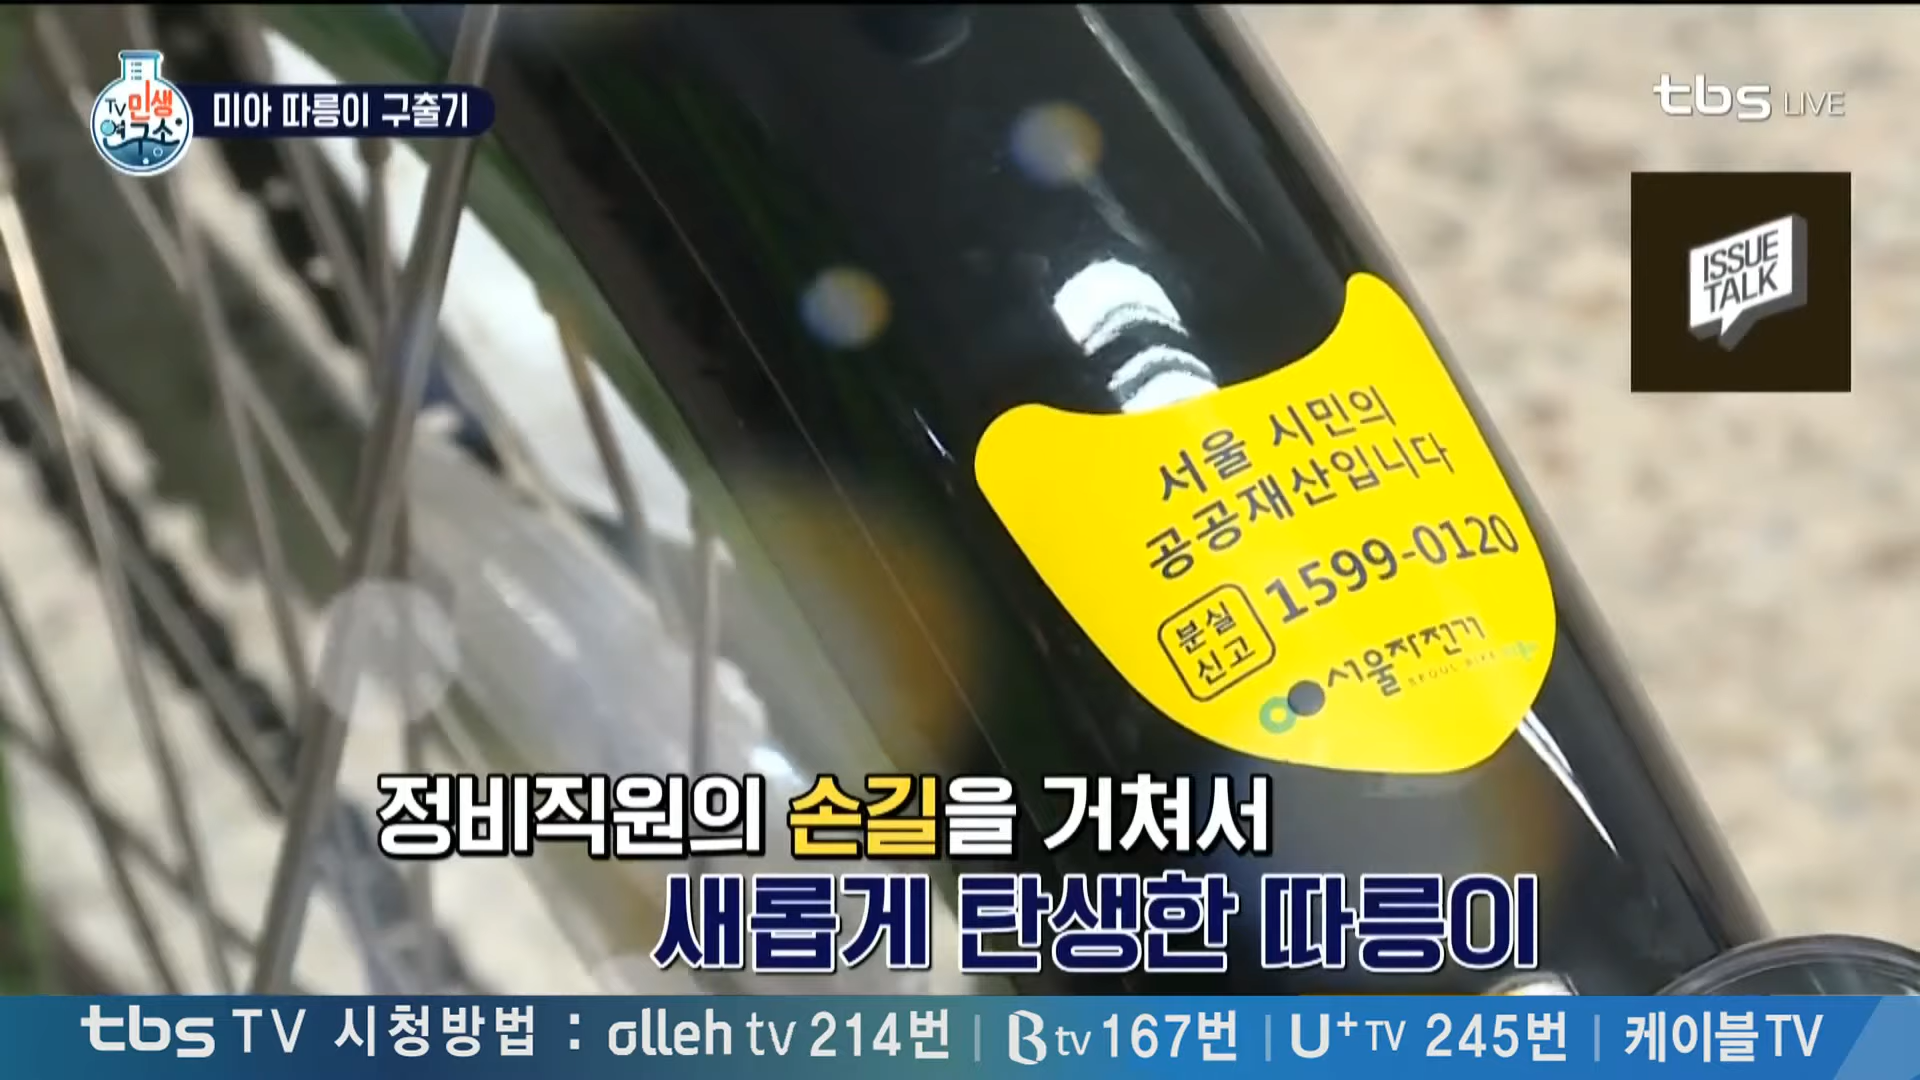 TV민생
연구소
미아 따릉이 구출기
tbs LIVE
ISSUE
TALK
서울 시민의
공공재산입니다
분실
신고
1599-0120
서울자전거
정비직원의 손길을 거쳐서
새롭게 탄생한 따릉이
tbs TV 시청방법 : olleh tv 214번 | B tv 167번 | U+TV 245번 | 케이블TV